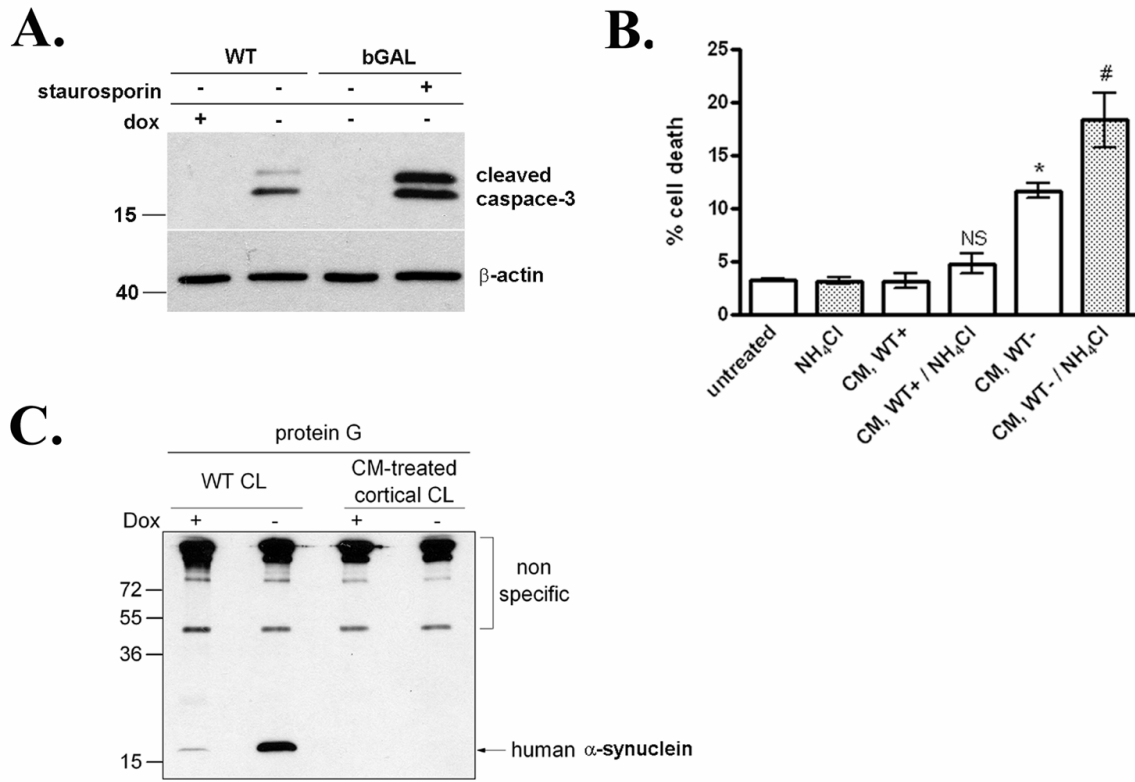 A.
WT bGAL
staurosporin - - - +
dox + - - -
cleaved
caspace-3
15
β-actin
40
B.
% cell death
25
20
15
10
5
0
NS
*
#
untreated
NH4Cl
CM, WT+
CM, WT+ / NH4Cl
CM, WT-
CM, WT- / NH4Cl
C.
protein G
WT CL
CM-treated
cortical CL
Dox + - + -
non
specific
72
55
36
15
human α-synuclein